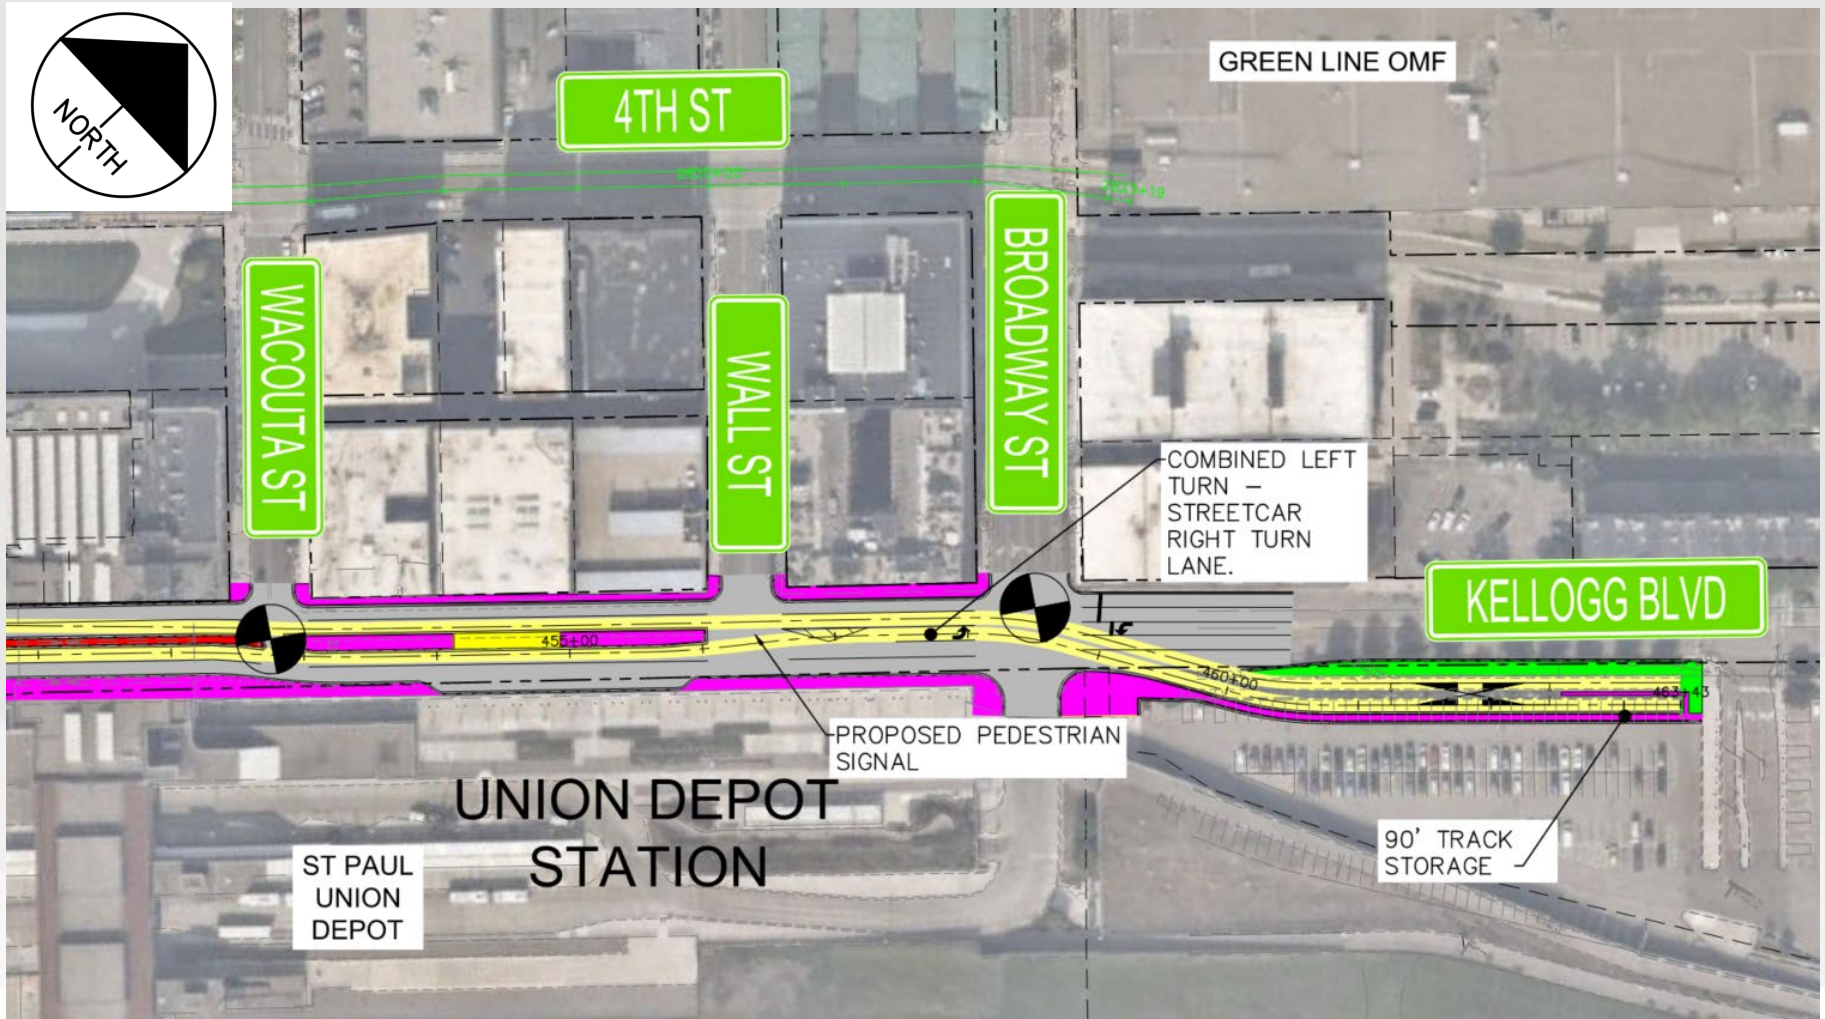 NORTH
4TH ST
GREEN LINE OMF
WACOUTA ST
WALL ST
BROADWAY ST
COMBINED LEFT
TURN –
STREETCAR
RIGHT TURN
LANE.
KELLOGG BLVD
455+00
460+00
463+43
PROPOSED PEDESTRIAN
SIGNAL
UNION DEPOT
STATION
90' TRACK
STORAGE
ST PAUL
UNION
DEPOT